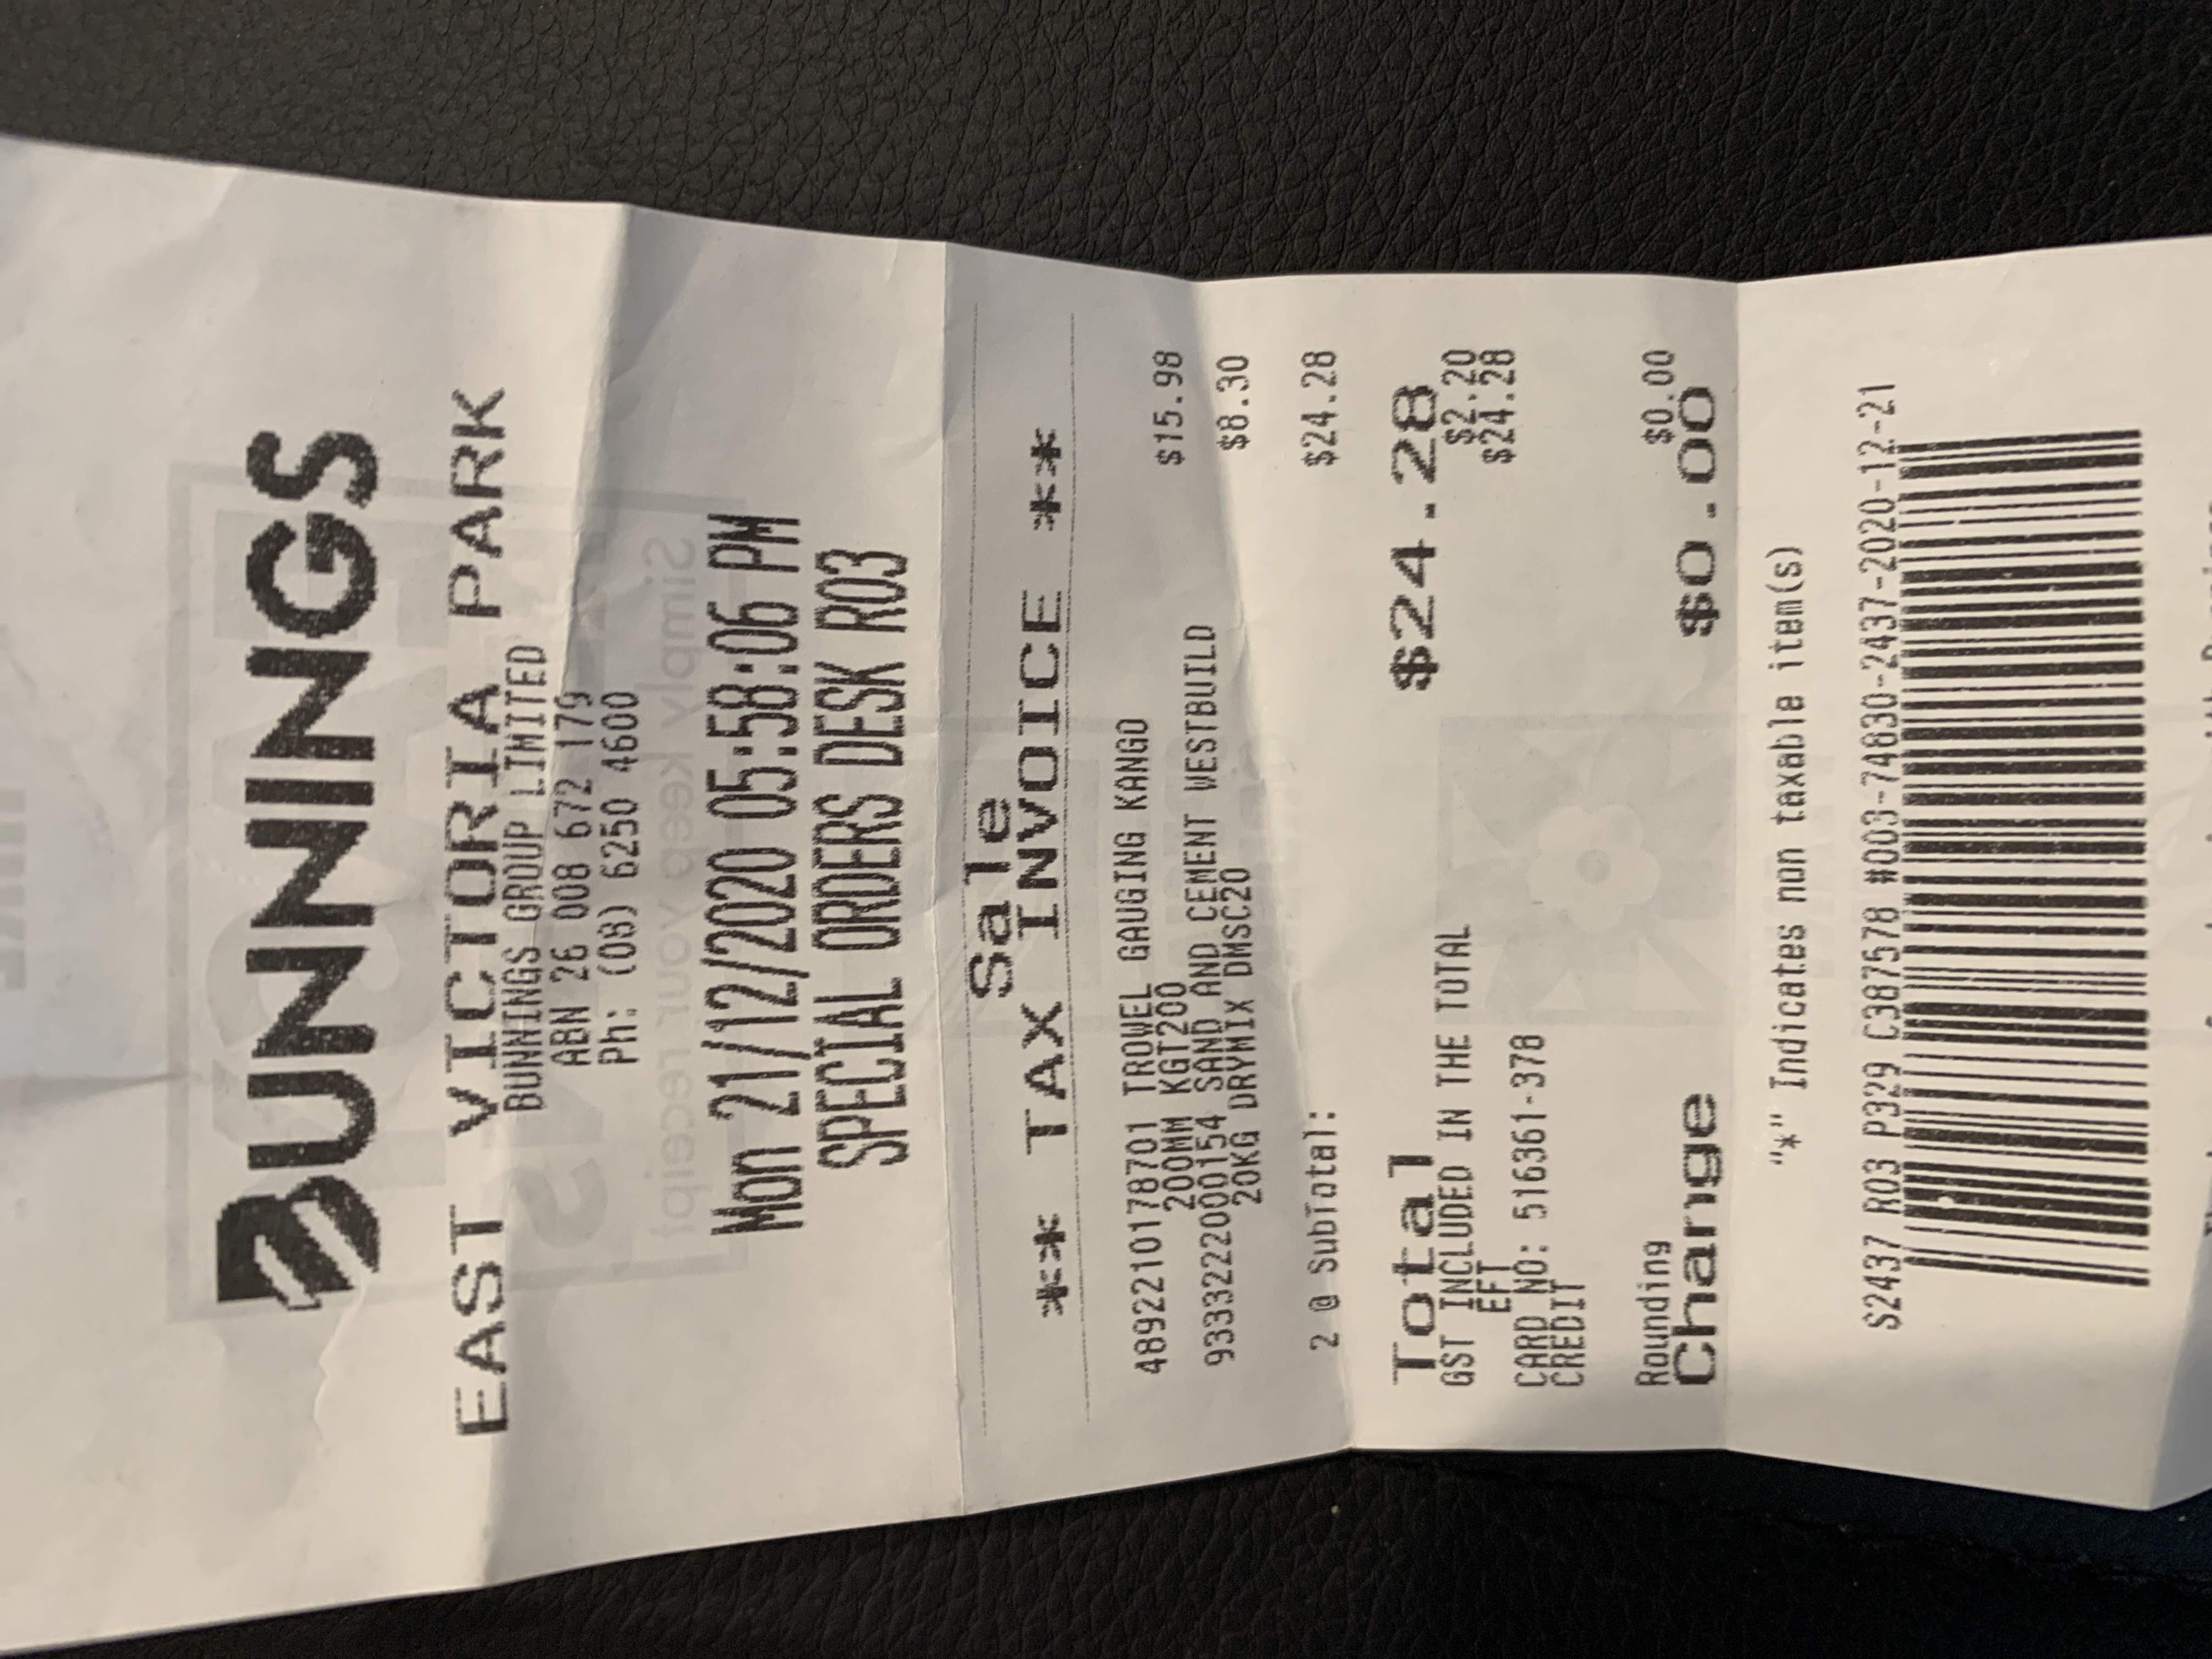 BUNNINGS
EAST VICTORIA PARK
BUNNINGS GROUP LIMITED
ABN 26 008 672 179
Ph: (08) 6250 4600
Simply keep your receipt
Mon 21/12/2020 05:58:06 PM
SPECIAL ORDERS DESK R03
Sale
** TAX INVOICE **
4892210178701 TROWEL GAUGING KANGO
200MM KGT200 $15.98
9333222000154 SAND AND CEMENT WESTBUILD
20KG DRYMIX DMSC20 $8.30
2 @ SubTotal: $24.28
Total $24.28
GST INCLUDED IN THE TOTAL $2.20
EFT $24.28
CARD NO: 516361-378
CREDIT
Rounding $0.00
Change $0.00
"*" Indicates non taxable item(s)
S2437 R03 P329 C387578 #003-74830-2437-2020-12-21